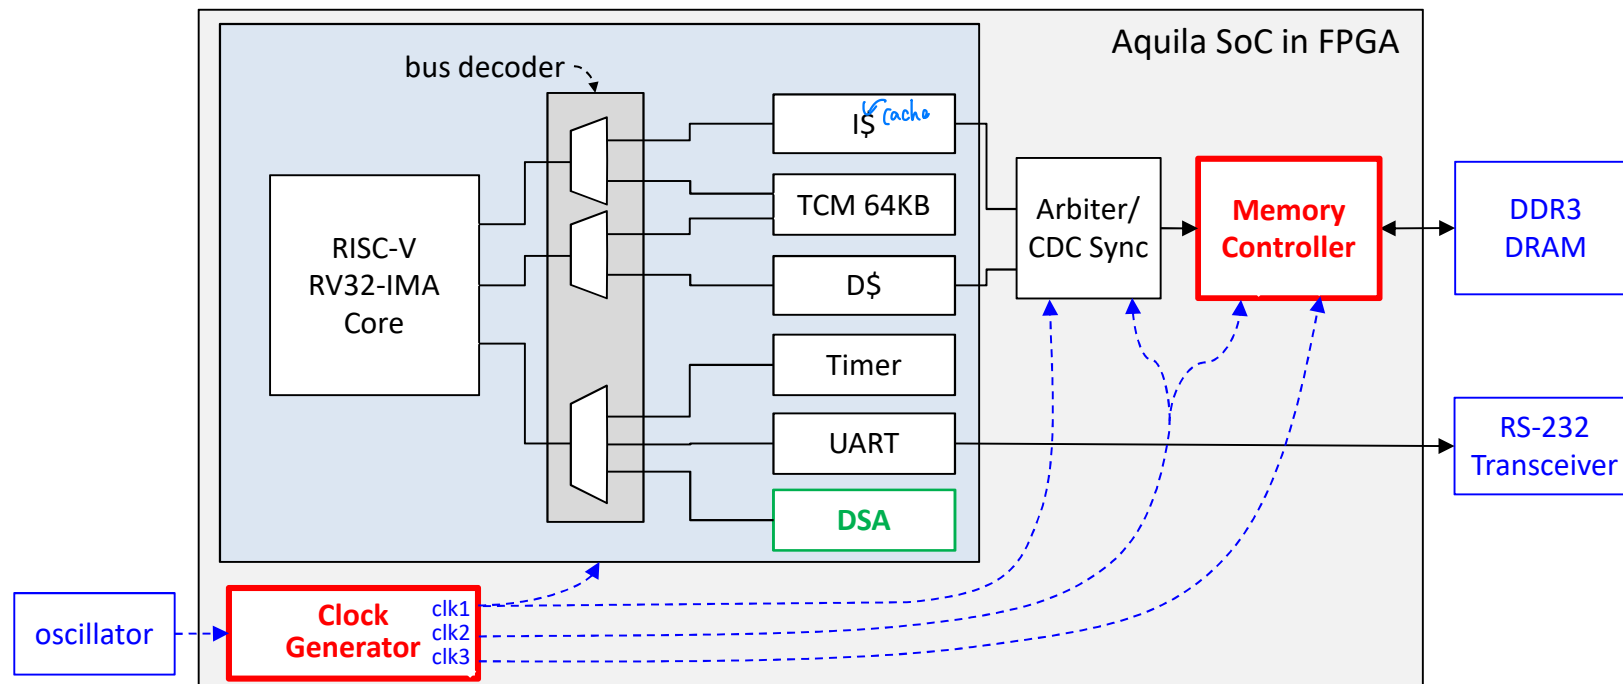 Aquila SoC in FPGA
bus decoder
I$ cache
TCM 64KB
D$
Timer
UART
DSA
RISC-V
RV32-IMA
Core
Arbiter/
CDC Sync
Memory
Controller
DDR3
DRAM
RS-232
Transceiver
oscillator
Clock
Generator
clk1
clk2
clk3